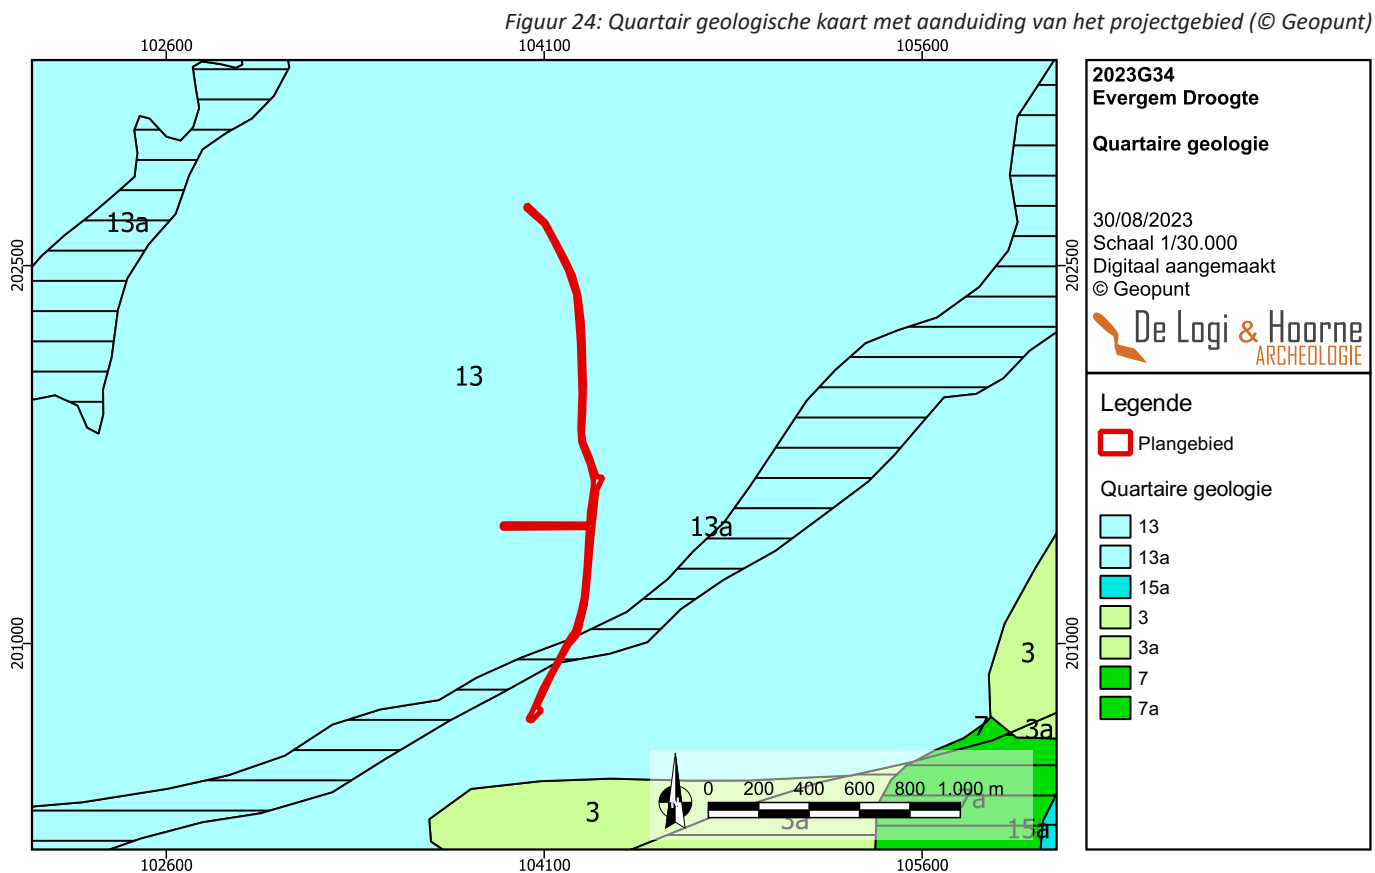 Figuur 24: Quartair geologische kaart met aanduiding van het projectgebied (© Geopunt)
102600
104100
105600
202500
201000
202500
201000
102600
104100
105600
13a
13
13a
3
7
3a
3
3a
7a
15a
N
0 200 400 600 800 1.000 m
2023G34
Evergem Droogte
Quartaire geologie
30/08/2023
Schaal 1/30.000
Digitaal aangemaakt
© Geopunt
De Logi & Hoorne
ARCHEOLOGIE
Legende
Plangebied
Quartaire geologie
13
13a
15a
3
3a
7
7a